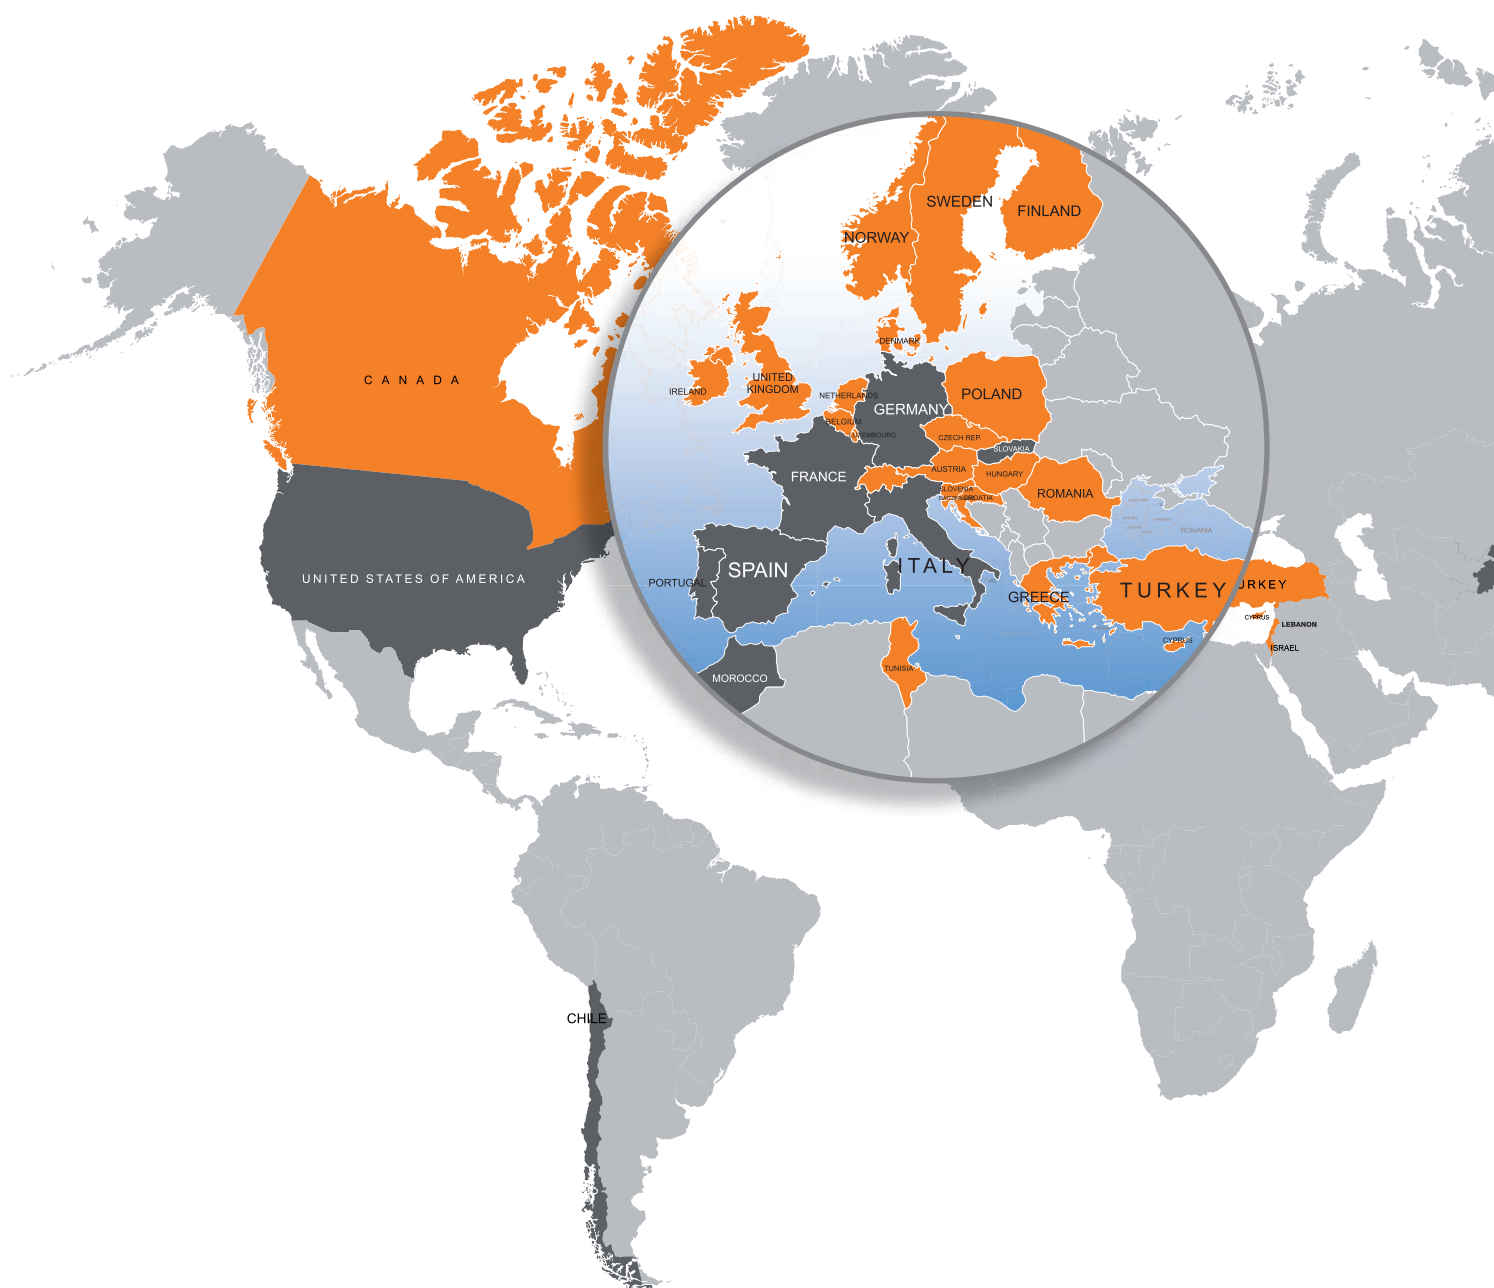 SWEDEN
FINLAND
NORWAY
DENMARK
CANADA
UNITED
KINGDOM
IRELAND
NETHERLANDS
POLAND
GERMANY
BELGIUM
LUXEMBOURG
CZECH REP.
SLOVAKIA
FRANCE
AUSTRIA
HUNGARY
SLOVENIA
CROATIA
ROMANIA
ROMANIA
UNITED STATES OF AMERICA
PORTUGAL
SPAIN
ITALY
GREECE
TURKEY
URKEY
CYPRUS
LEBANON
CYPRUS
ISRAEL
TUNISIA
MOROCCO
CHILE